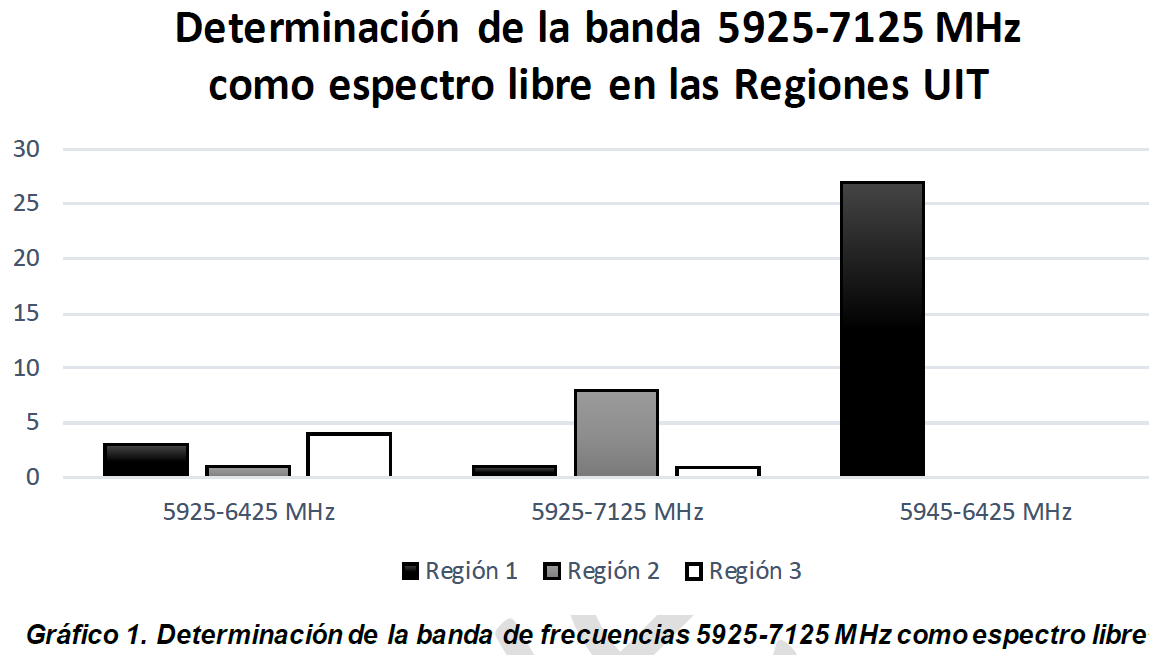 Determinación de la banda 5925-7125 MHz
como espectro libre en las Regiones UIT
30
25
20
15
10
5
0
5925-6425 MHz
5925-7125 MHz
5945-6425 MHz
Región 1
Región 2
Región 3
Gráfico 1. Determinación de la banda de frecuencias 5925-7125 MHz como espectro libre